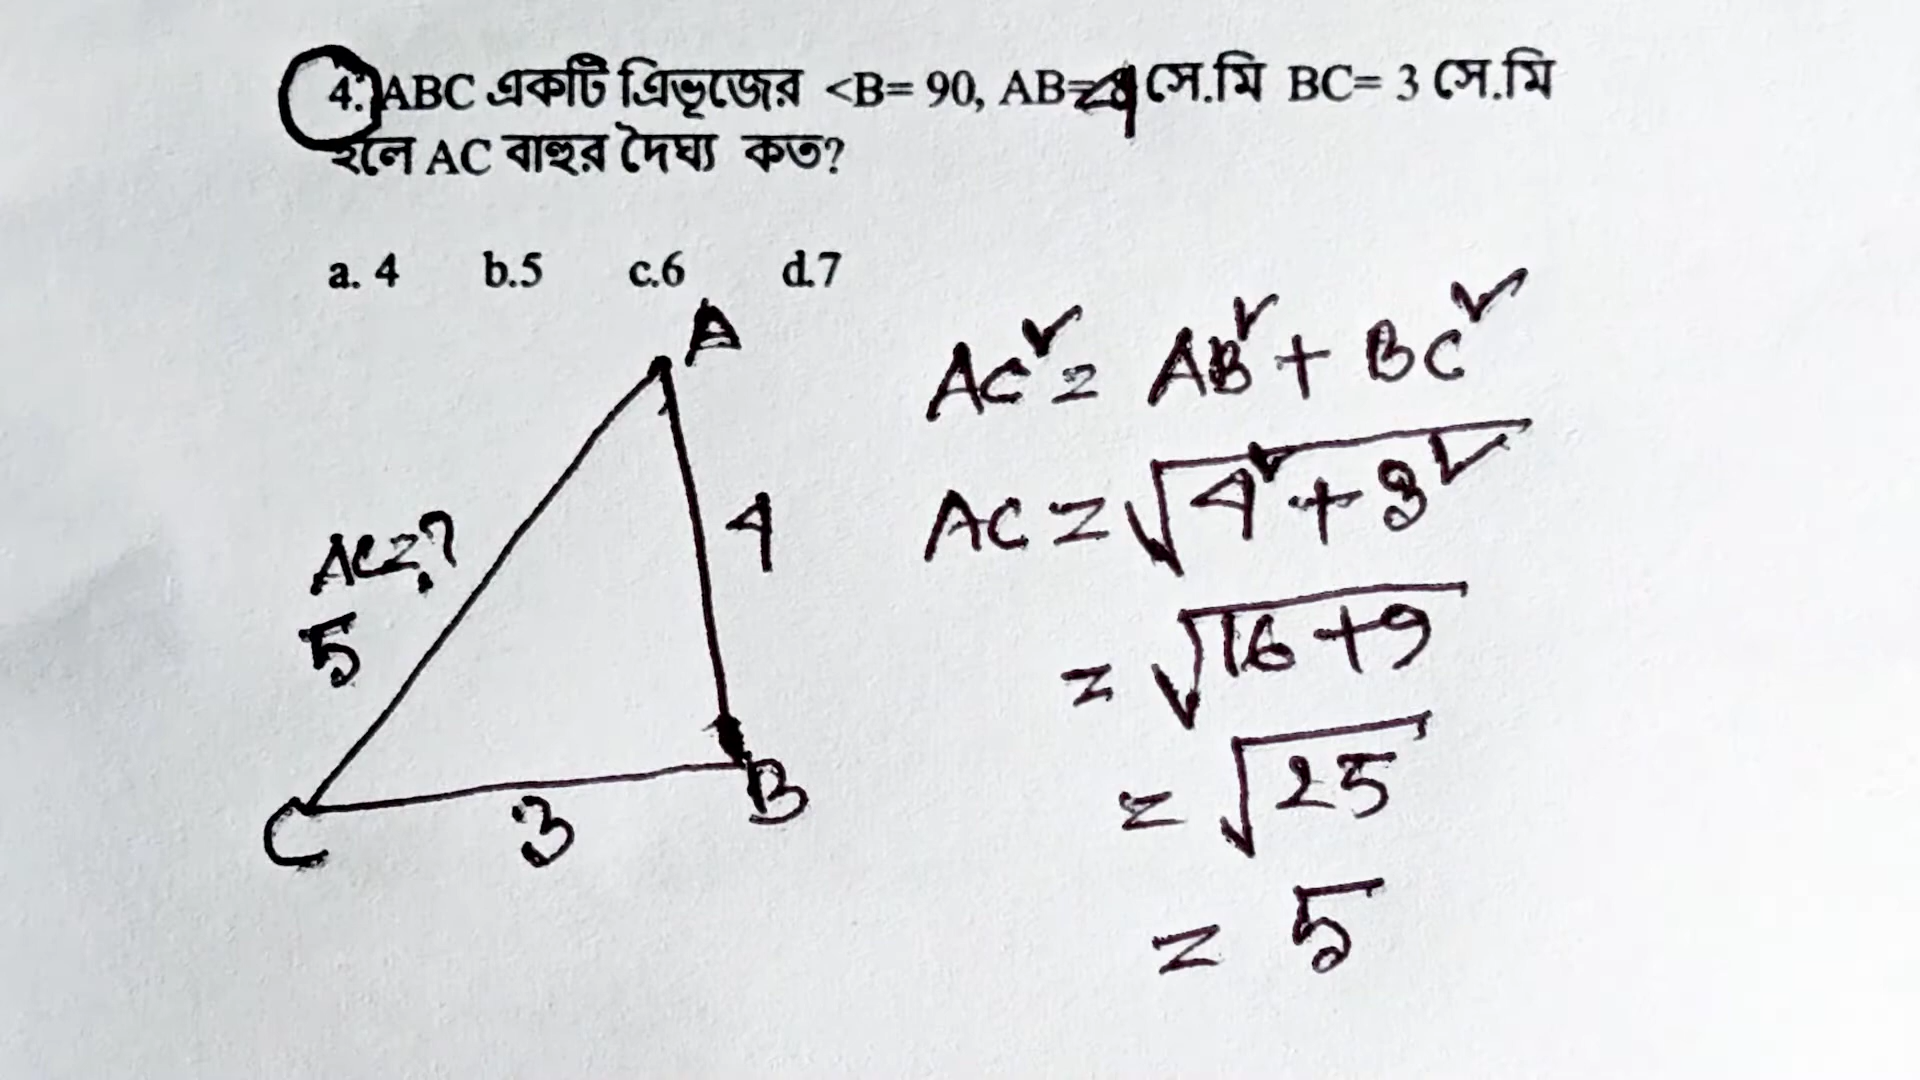 4. ABC একটি ত্রিভূজের <B= 90, AB=4 সে.মি BC= 3 সে.মি
হলে AC বাহুর দৈঘ্য কত?
a. 4 b.5 c.6 d.7
A
AC=?
5
4
C
3
B
AC² = AB² + BC²
AC = √4² + 3²
= √16+9
= √25
= 5